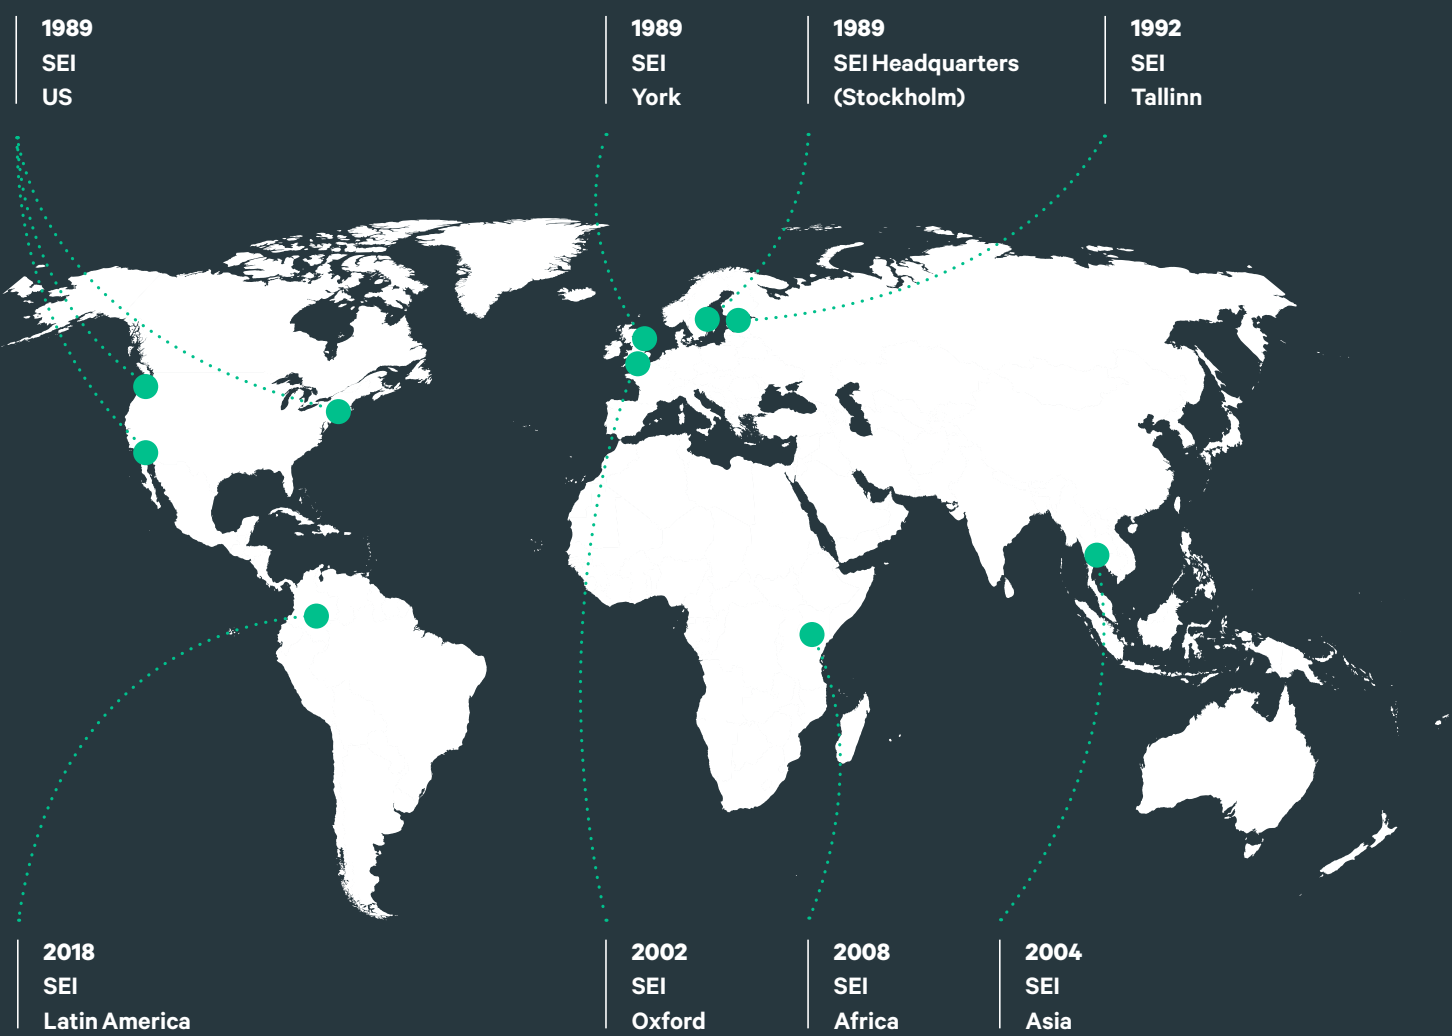 1989
SEI
US
1989
SEI
York
1989
SEI Headquarters
(Stockholm)
1992
SEI
Tallinn
2018
SEI
Latin America
2002
SEI
Oxford
2008
SEI
Africa
2004
SEI
Asia